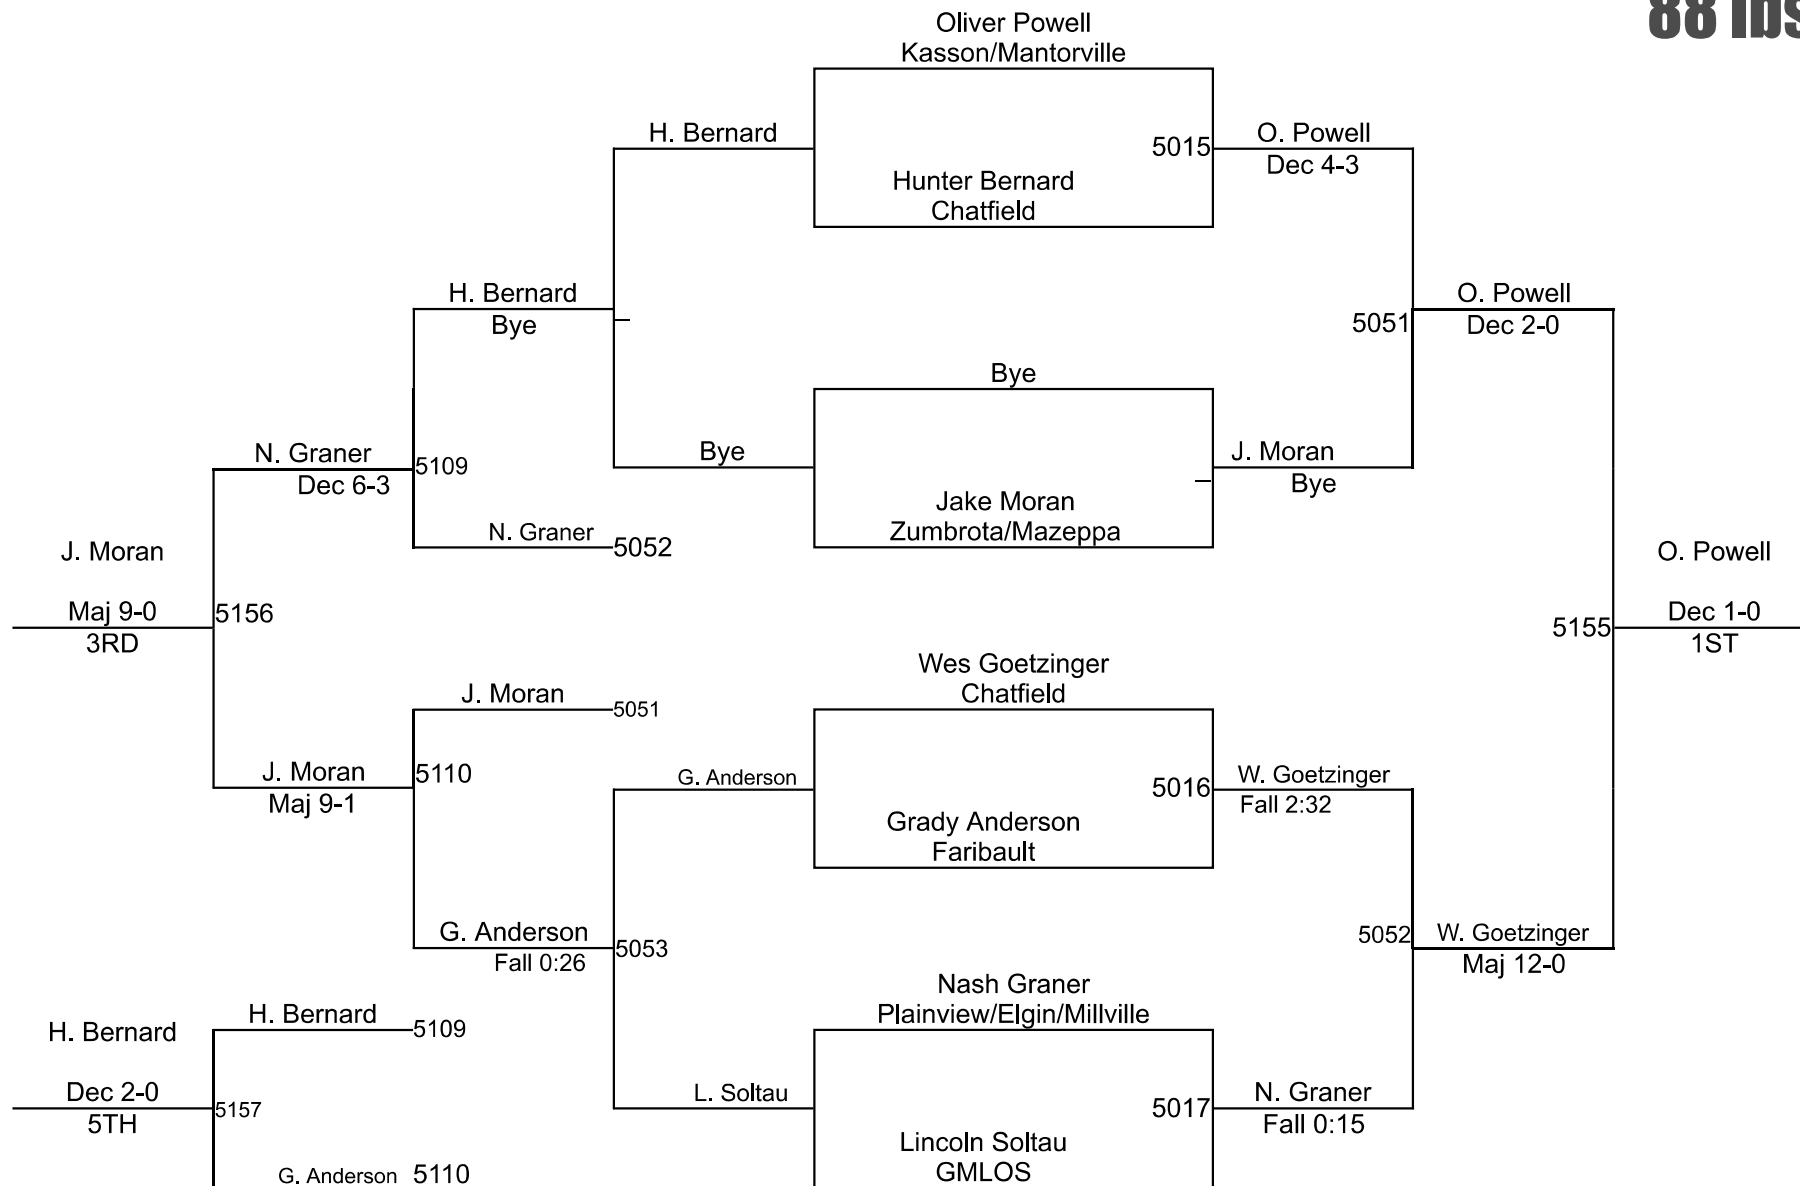 88 lbs
Oliver Powell
Kasson/Mantorville
H. Bernard
5015
O. Powell
Dec 4-3
Hunter Bernard
Chatfield
H. Bernard
Bye
O. Powell
5051
Dec 2-0
Bye
N. Graner
Dec 6-3
5109
Bye
J. Moran
Bye
Jake Moran
Zumbrota/Mazeppa
N. Graner
5052
J. Moran
O. Powell
Maj 9-0
3RD
5156
5155
Dec 1-0
1ST
Wes Goetzinger
Chatfield
J. Moran
5051
J. Moran
Maj 9-1
5110
G. Anderson
5016
W. Goetzinger
Fall 2:32
Grady Anderson
Faribault
G. Anderson
Fall 0:26
5053
5052
W. Goetzinger
Maj 12-0
Nash Graner
Plainview/Elgin/Millville
H. Bernard
H. Bernard
5109
Dec 2-0
5TH
5157
L. Soltau
5017
N. Graner
Fall 0:15
Lincoln Soltau
GMLOS
G. Anderson
5110